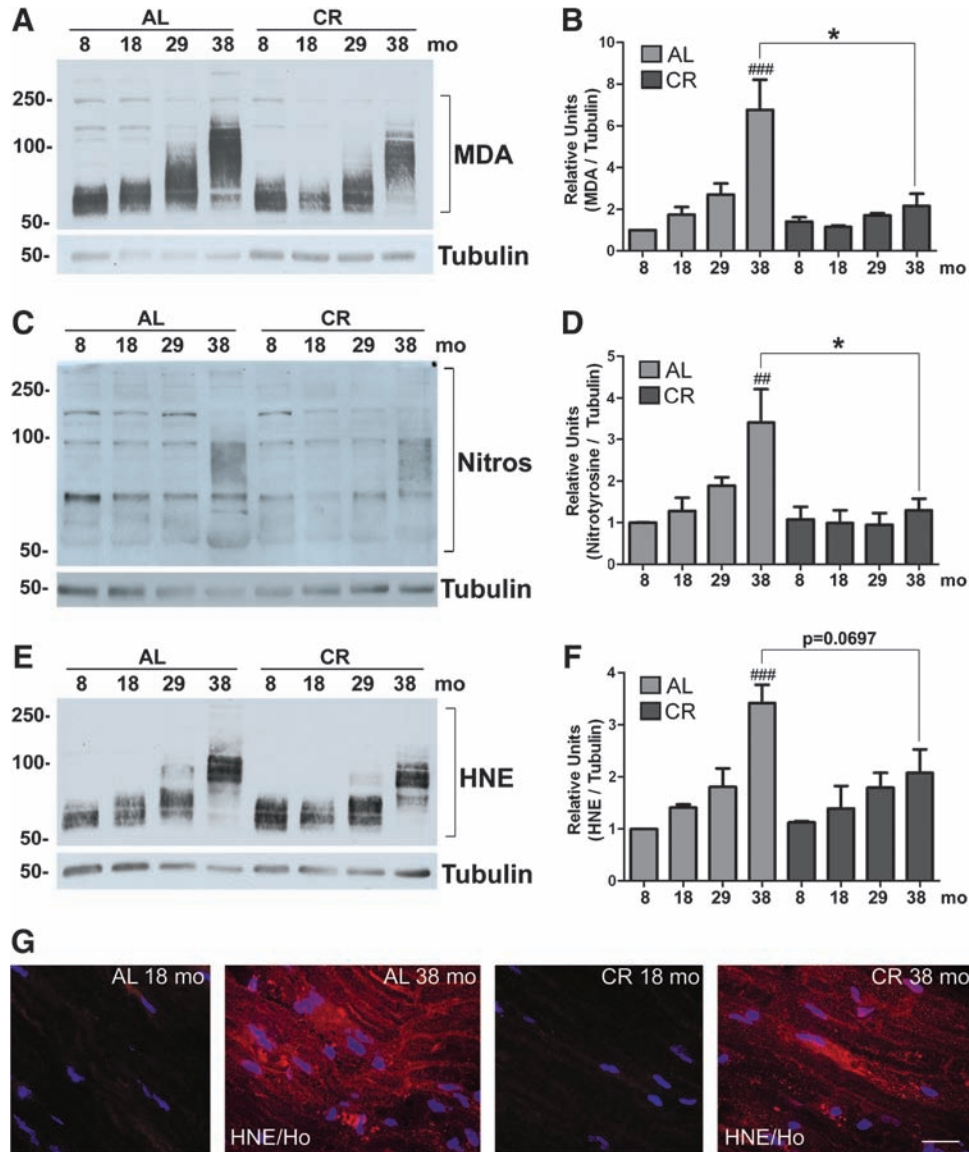 A
AL CR
8 18 29 38 8 18 29 38 mo
250-
100-
50-
MDA
50-
Tubulin
B
Relative Units
(MDA / Tubulin)
10
8
6
4
2
0
AL
CR
###
*
8 18 29 38 8 18 29 38 mo
C
AL CR
8 18 29 38 8 18 29 38 mo
250-
100-
50-
Nitros
50-
Tubulin
D
Relative Units
(Nitrotyrosine / Tubulin)
5
4
3
2
1
0
AL
CR
##
*
8 18 29 38 8 18 29 38 mo
E
AL CR
8 18 29 38 8 18 29 38 mo
250-
100-
50-
HNE
50-
Tubulin
F
Relative Units
(HNE / Tubulin)
4
3
2
1
0
AL
CR
###
p=0.0697
8 18 29 38 8 18 29 38 mo
G
AL 18 mo
AL 38 mo
HNE/Ho
CR 18 mo
CR 38 mo
HNE/Ho